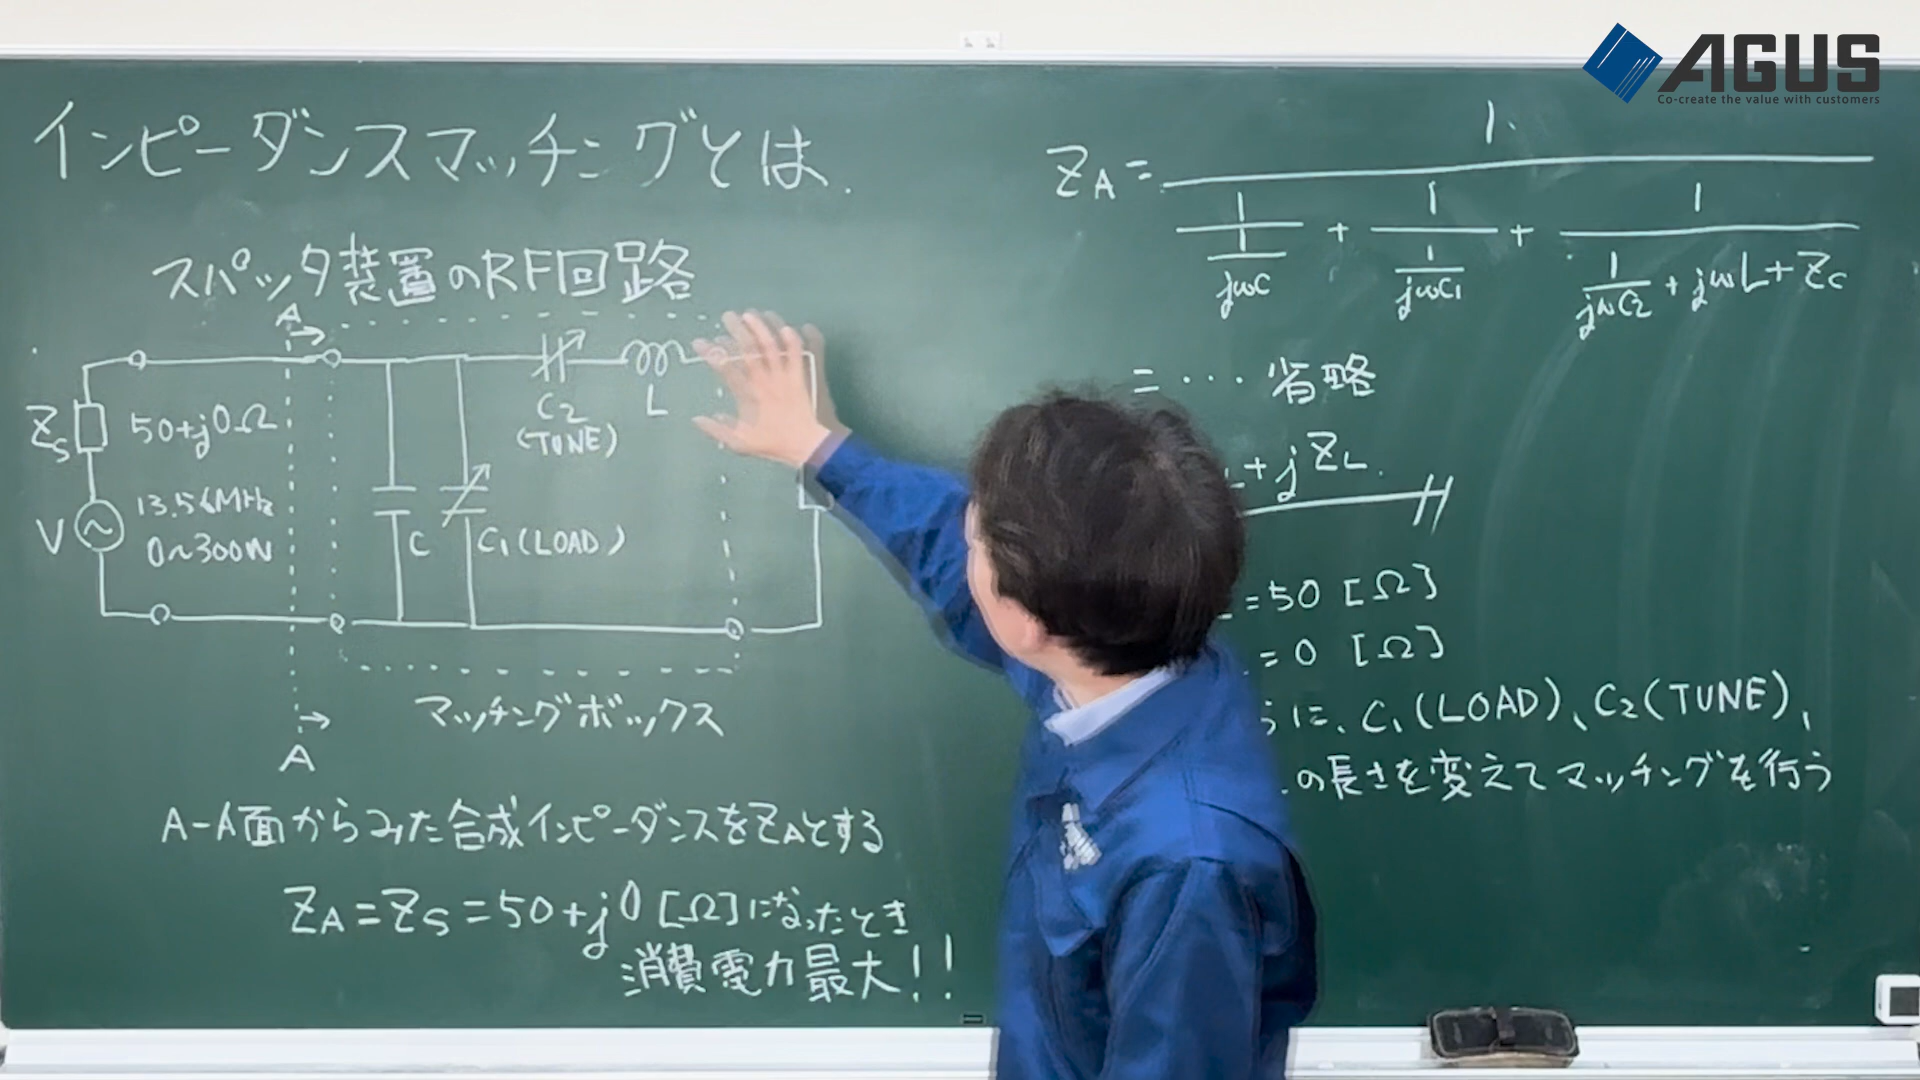 AGUS
Co-create the value with customers
インピーダンスマッチングとは.
スパッタ装置のRF回路
A
Zs 50+j0Ω
V 13.56MHz
0~300W
C
C₁(LOAD)
C₂
(TUNE)
L
マッチングボックス
A
A-A面からみた合成インピーダンスをZAとする
ZA=Zs=50+j0[Ω]になったとき
消費電力最大!!
ZA=
1
1 1 1
1 + 1 + 1
jωC jωC₁ jωC₂ + jωL+Zc
=... 省略
+jZL.
=50 [Ω]
=0 [Ω]
うに、C₁(LOAD)、C₂(TUNE)、
の長さを変えてマッチングを行う